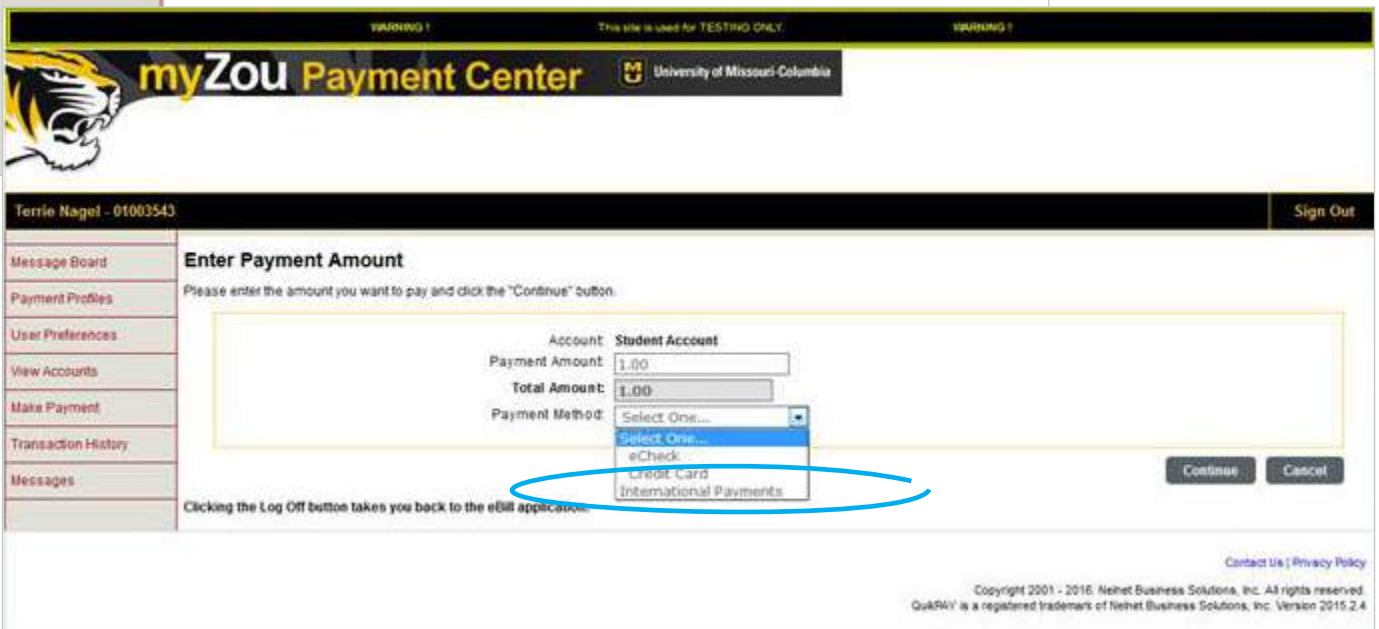 WARNING ! This site is used for TESTING ONLY. WARNING !
myZou Payment Center University of Missouri-Columbia
Terrie Nagel - 01003543 Sign Out
Message Board
Payment Profiles
User Preferences
View Accounts
Make Payment
Transaction History
Messages
Enter Payment Amount
Please enter the amount you want to pay and click the "Continue" button.
Account: Student Account
Payment Amount: 1.00
Total Amount: 1.00
Payment Method: Select One...
Select One...
eCheck
Credit Card
International Payments
Continue Cancel
Clicking the Log Off button takes you back to the eBill application.
Contact Us | Privacy Policy
Copyright 2001 - 2016. Nelnet Business Solutions, Inc. All rights reserved.
QuikPAY is a registered trademark of Nelnet Business Solutions, Inc. Version 2015.2.4